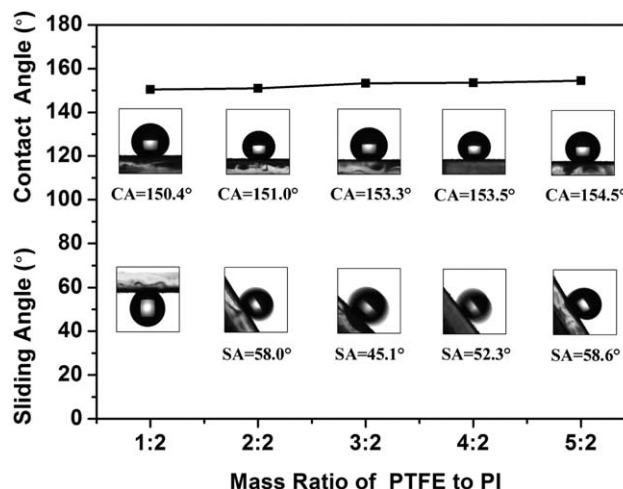 Contact Angle (°)
Sliding Angle (°)
180
160
140
120
100
80
60
40
20
0
CA=150.4°
CA=151.0°
CA=153.3°
CA=153.5°
CA=154.5°
SA=58.0°
SA=45.1°
SA=52.3°
SA=58.6°
1:2
2:2
3:2
4:2
5:2
Mass Ratio of PTFE to PI